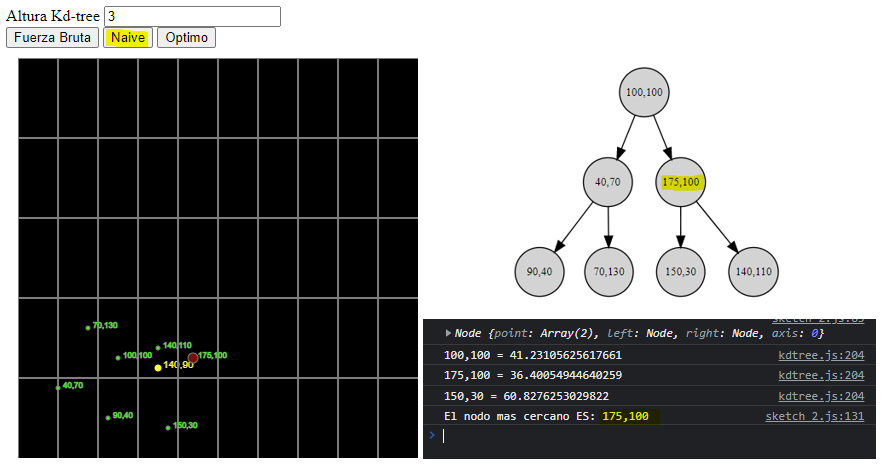 Altura Kd-tree 3
Fuerza Bruta Naive Optimo
70,130
140,110
100,100
175,100
140,90
40,70
90,40
150,30
100,100
40,70
175,100
90,40
70,130
150,30
140,110
sketch 2.js:65
Node {point: Array(2), left: Node, right: Node, axis: 0}
100,100 = 41.23105625617661 kdtree.js:204
175,100 = 36.40054944640259 kdtree.js:204
150,30 = 60.8276253029822 kdtree.js:204
El nodo mas cercano ES: 175,100 sketch 2.js:131